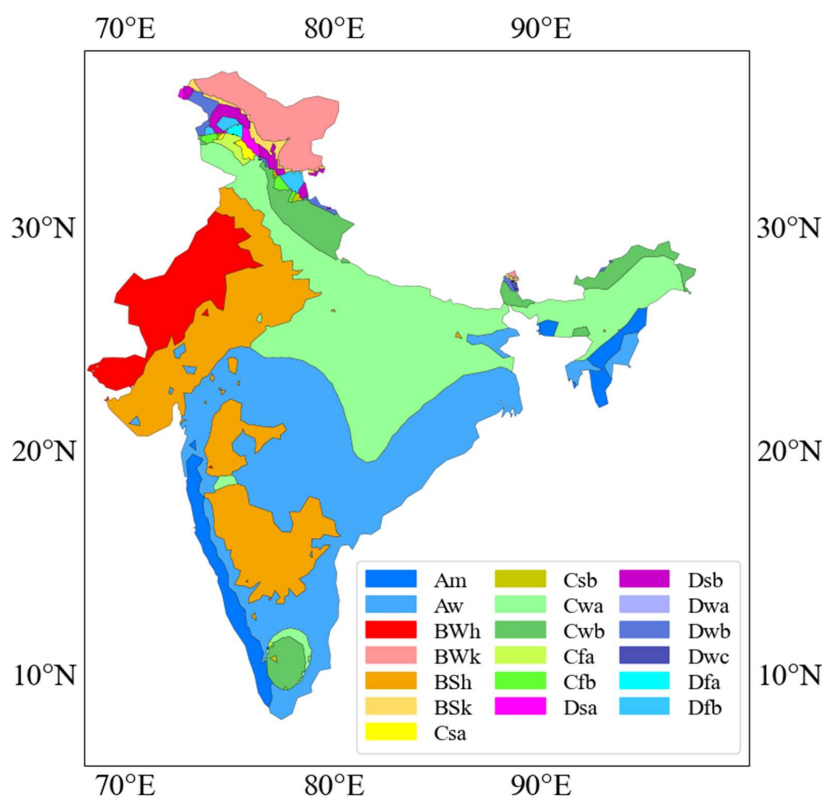 70°E 80°E 90°E
30°N 30°N
20°N 20°N
10°N 10°N
Am Csb Dsb
Aw Cwa Dwa
BWh Cwb Dwb
BWk Cfa Dwc
BSh Cfb Dfa
BSk Dsa Dfb
Csa
70°E 80°E 90°E